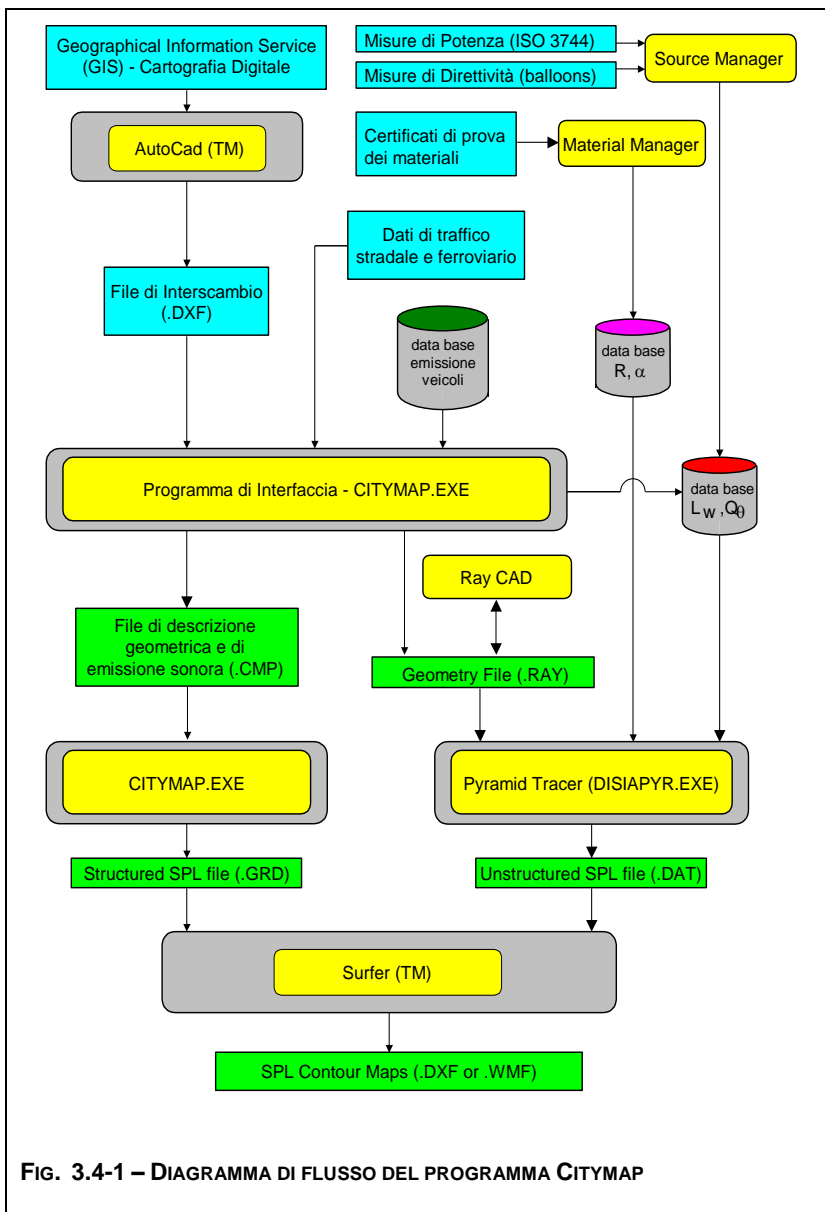 Geographical Information Service
(GIS) - Cartografia Digitale
Misure di Potenza (ISO 3744)
Misure di Direttività (balloons)
Source Manager
AutoCad (TM)
Certificati di prova
dei materiali
Material Manager
Dati di traffico
stradale e ferroviario
File di Interscambio
(.DXF)
data base
emissione
veicoli
data base
R, α
Programma di Interfaccia - CITYMAP.EXE
data base
L W ,Qθ
Ray CAD
File di descrizione
geometrica e di
emissione sonora (.CMP)
Geometry File (.RAY)
CITYMAP.EXE
Pyramid Tracer (DISIAPYR.EXE)
Structured SPL file (.GRD)
Unstructured SPL file (.DAT)
Surfer (TM)
SPL Contour Maps (.DXF or .WMF)
FIG. 3.4-1 – DIAGRAMMA DI FLUSSO DEL PROGRAMMA CITYMAP